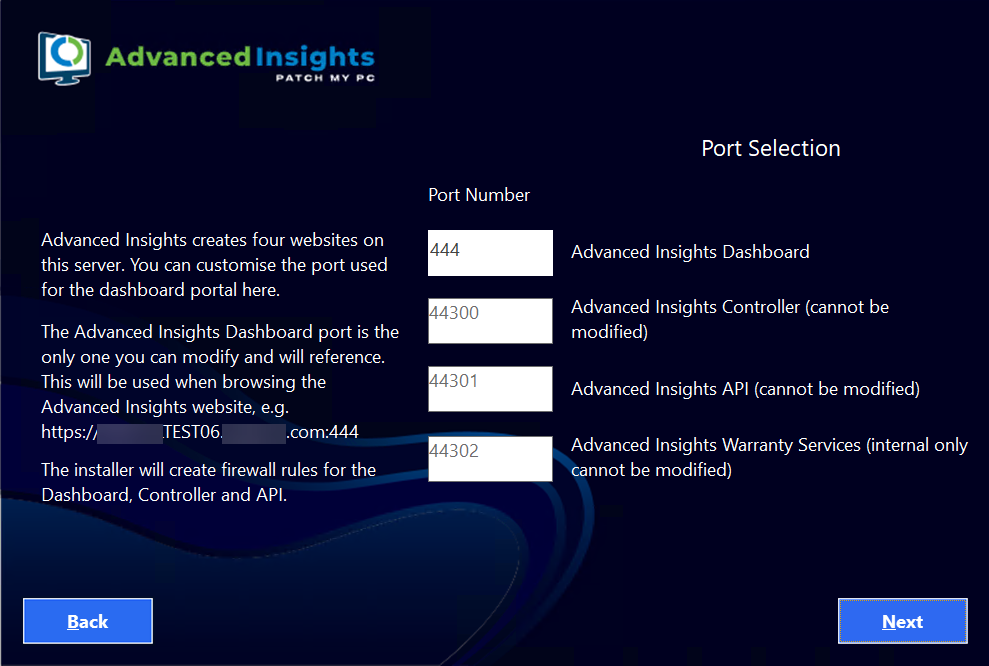 Advanced Insights
PATCH MY PC
Port Selection
Port Number
Advanced Insights creates four websites on
this server. You can customise the port used
for the dashboard portal here.
The Advanced Insights Dashboard port is the
only one you can modify and will reference.
This will be used when browsing the
Advanced Insights website, e.g.
https:// TEST06. .com:444
The installer will create firewall rules for the
Dashboard, Controller and API.
444
Advanced Insights Dashboard
44300
Advanced Insights Controller (cannot be
modified)
44301
Advanced Insights API (cannot be modified)
44302
Advanced Insights Warranty Services (internal only
cannot be modified)
Back
Next